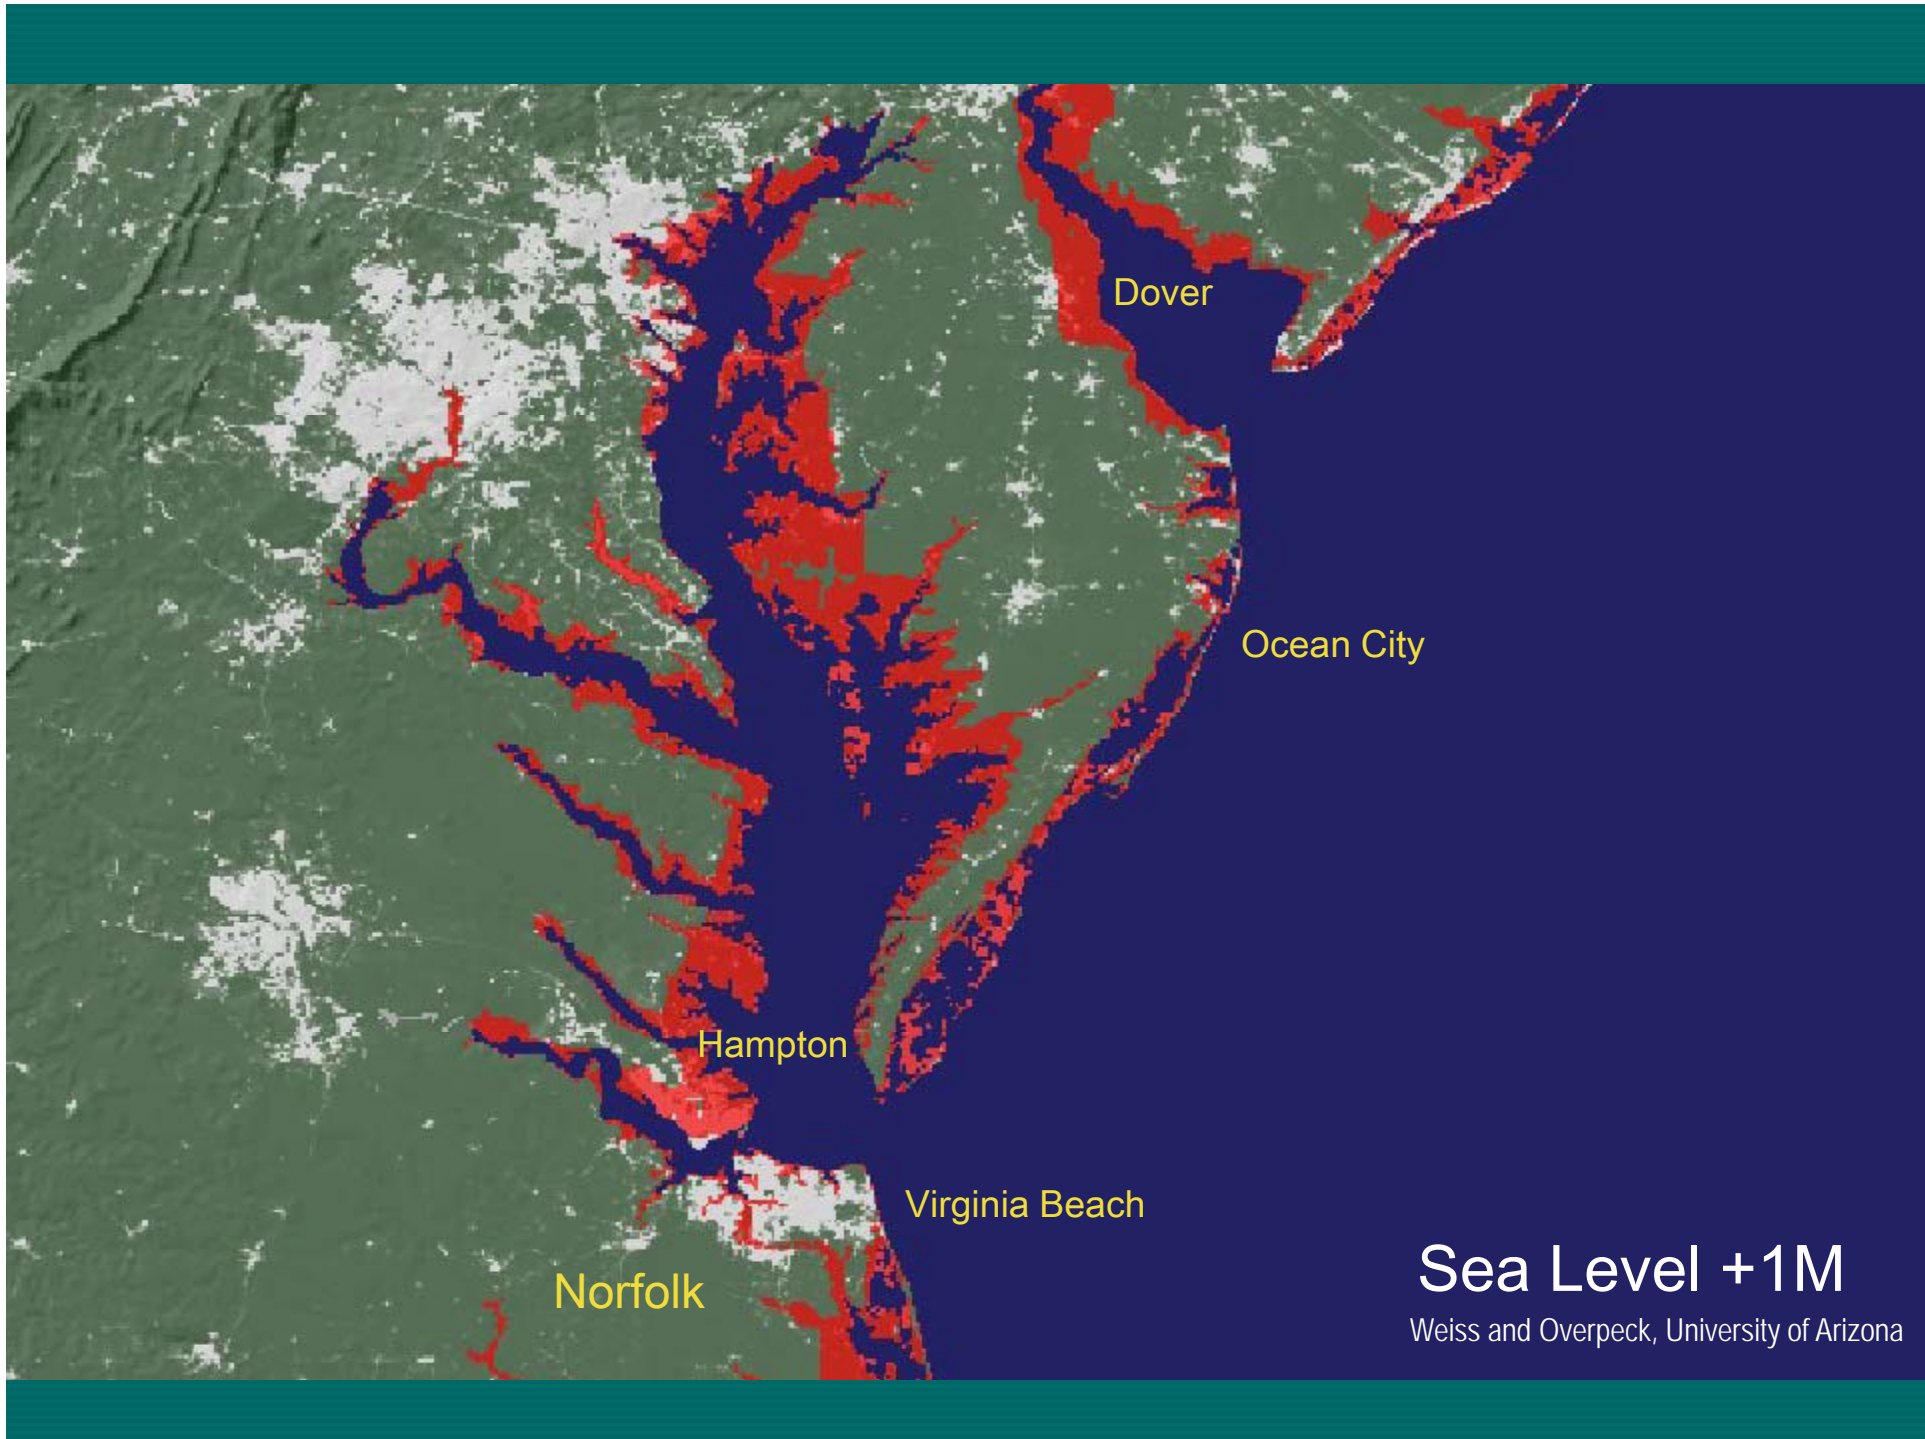 Dover
Ocean City
Hampton
Virginia Beach
Norfolk
Sea Level +1M
Weiss and Overpeck, University of Arizona